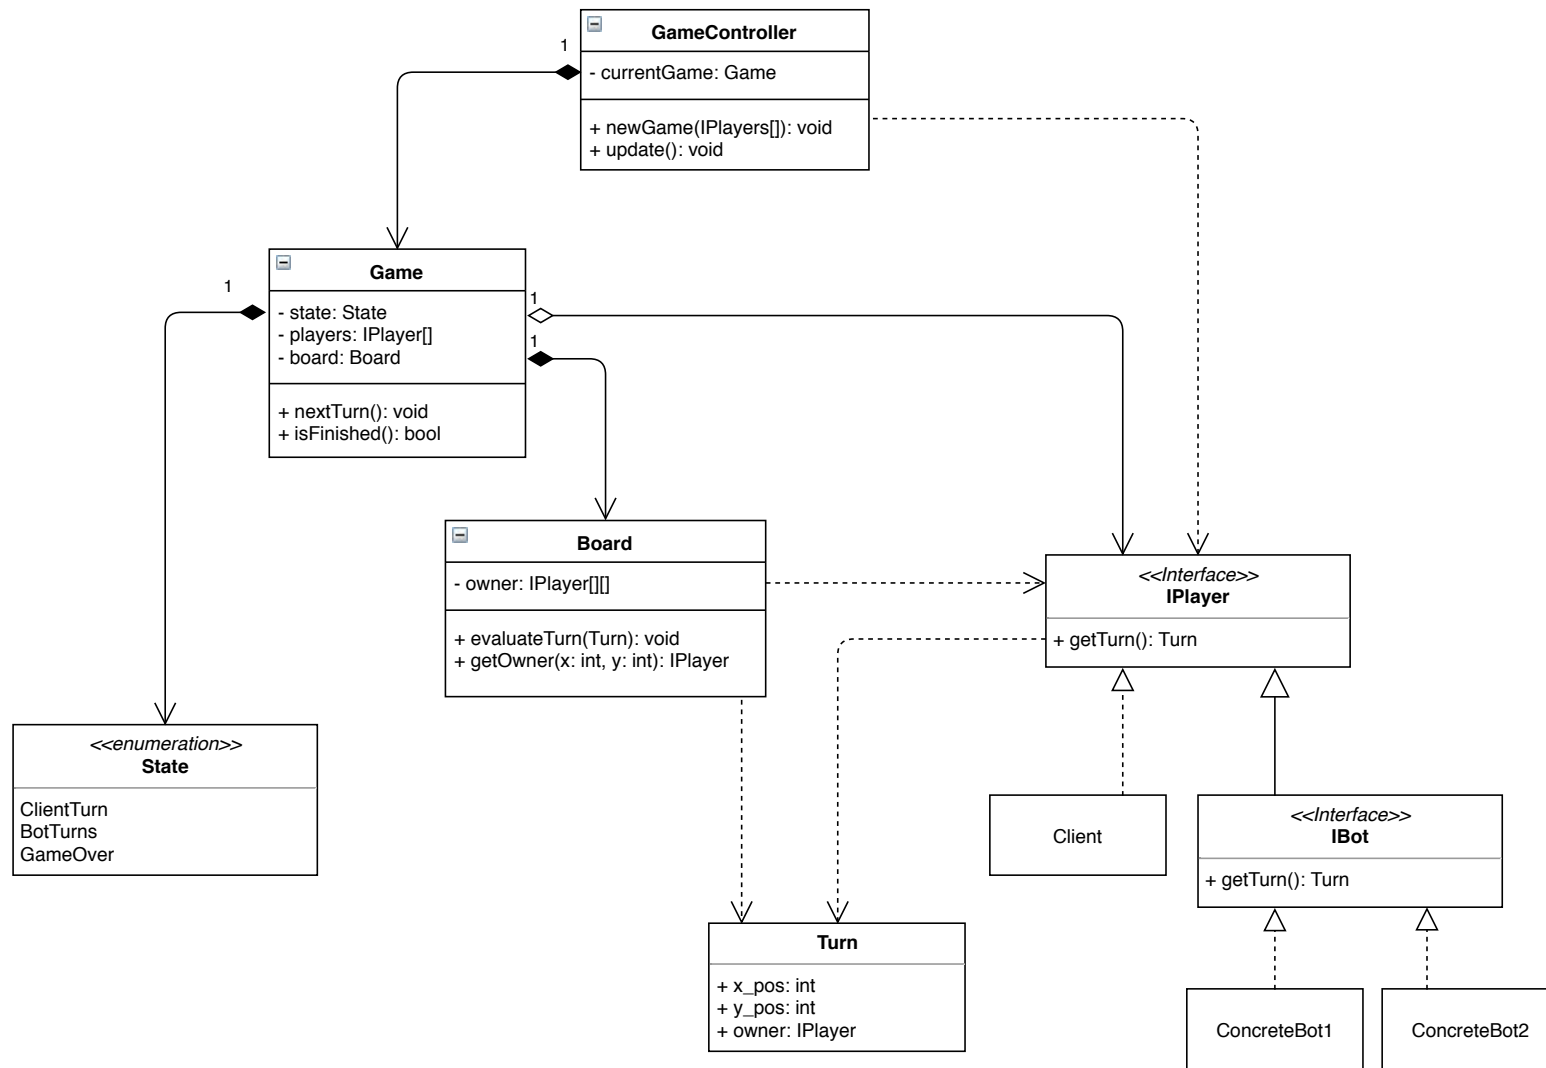 GameController
1
- currentGame: Game
+ newGame(IPlayers[]): void
+ update(): void
Game
1
- state: State
- players: IPlayer[]
- board: Board
1
1
+ nextTurn(): void
+ isFinished(): bool
Board
- owner: IPlayer[][]
+ evaluateTurn(Turn): void
+ getOwner(x: int, y: int): IPlayer
<<Interface>>
IPlayer
+ getTurn(): Turn
<<enumeration>>
State
ClientTurn
BotTurns
GameOver
Client
<<Interface>>
IBot
+ getTurn(): Turn
Turn
+ x_pos: int
+ y_pos: int
+ owner: IPlayer
ConcreteBot1
ConcreteBot2